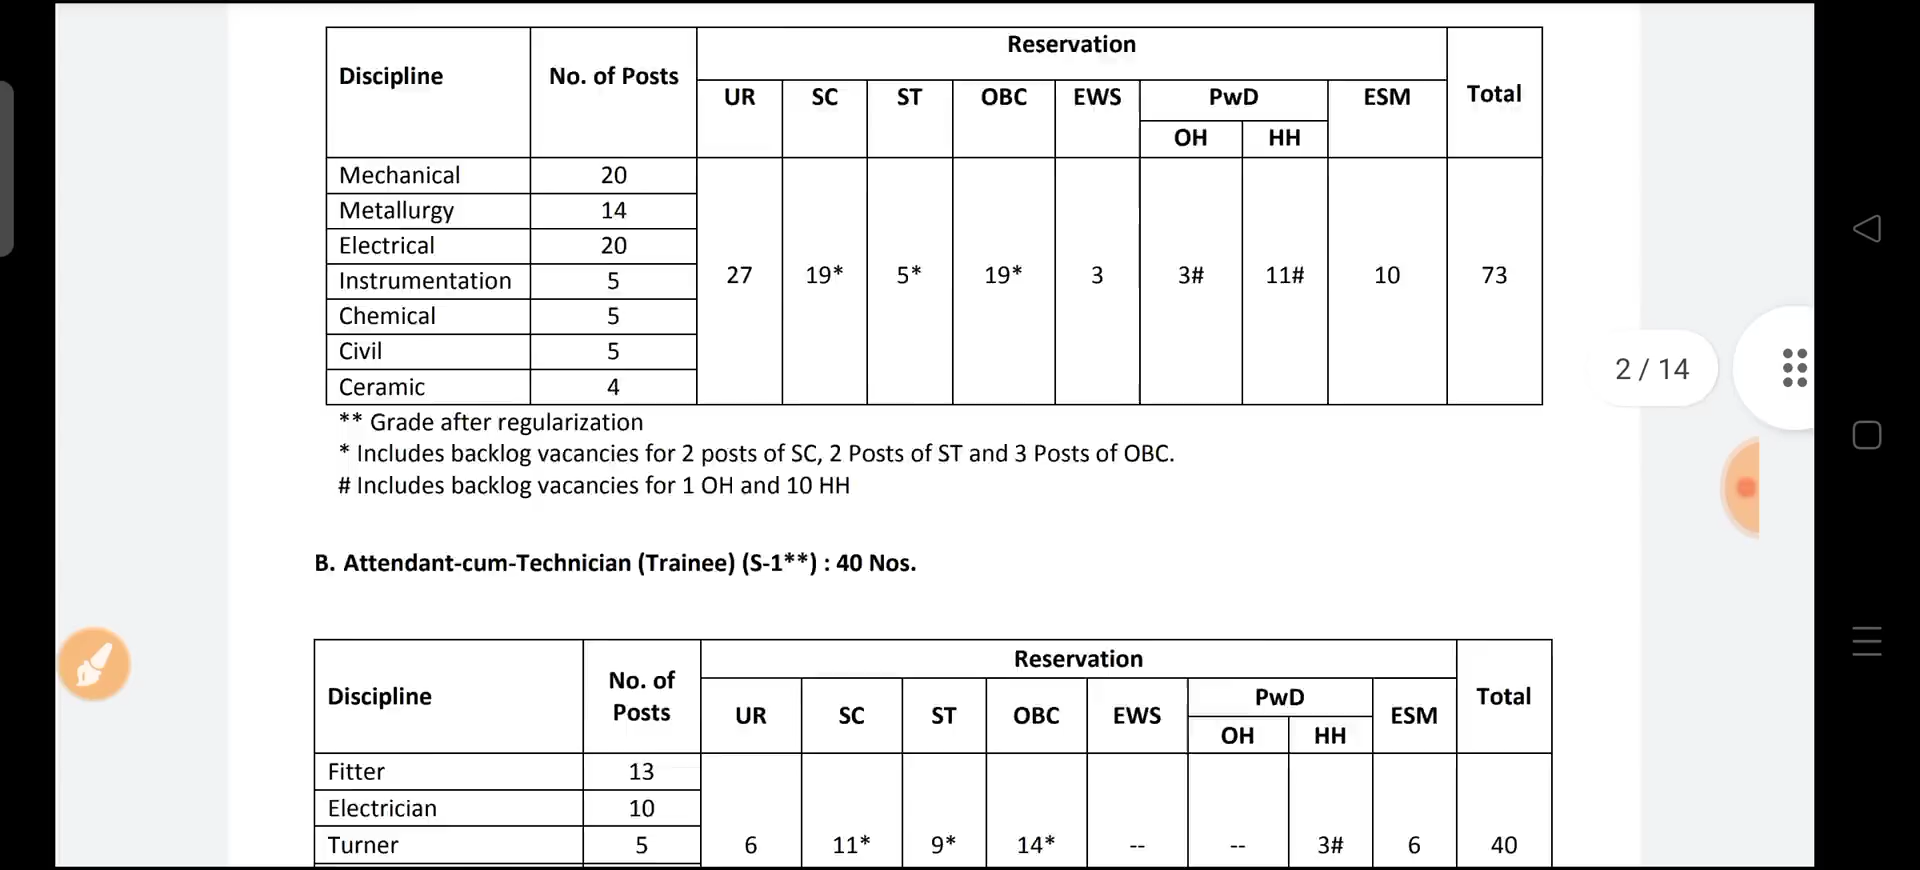 Discipline No. of Posts Reservation Total
UR SC ST OBC EWS PwD ESM
OH HH
Mechanical 20
Metallurgy 14
Electrical 20
Instrumentation 5
27 19* 5* 19* 3 3# 11# 10 73
Chemical 5
Civil 5
Ceramic 4
** Grade after regularization
* Includes backlog vacancies for 2 posts of SC, 2 Posts of ST and 3 Posts of OBC.
# Includes backlog vacancies for 1 OH and 10 HH
2 / 14
B. Attendant-cum-Technician (Trainee) (S-1**) : 40 Nos.
Discipline No. of Posts Reservation Total
UR SC ST OBC EWS PwD ESM
OH HH
Fitter 13
Electrician 10
Turner 5 6 11* 9* 14* -- -- 3# 6 40